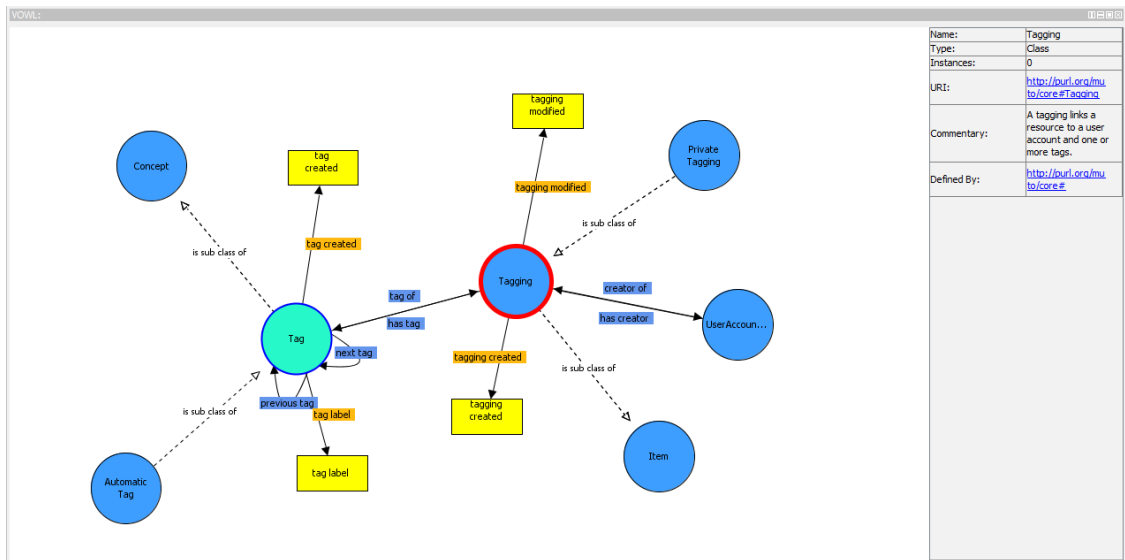 VOWL:
Name: Tagging
Type: Class
Instances: 0
URI: http://purl.org/mu
to/core#Tagging
Commentary: A tagging links a
resource to a user
account and one or
more tags.
Defined By: http://purl.org/mu
to/core#
tagging
modified
Concept
tag
created
Private
Tagging
tagging modified
is sub class of
is sub class of
tag created
Tagging
tag of
creator of
has tag
has creator
UserAccoun...
Tag
next tag
tagging created
is sub class of
previous tag
is sub class of
tag label
tagging
created
Item
tag label
Automatic
Tag